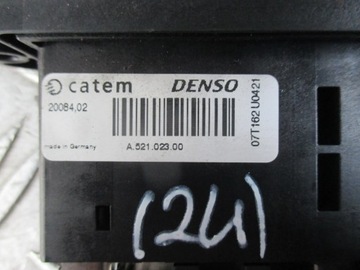 catem DENSO
20084,02
made in Germany
A.521.023.00
07T162U0421
(24)